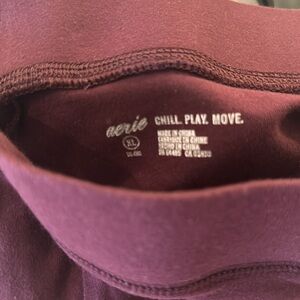 aerie CHILL. PLAY. MOVE.
XL
MADE IN CHINA
FABRIQUÉ EN CHINE
HECHO EN CHINA